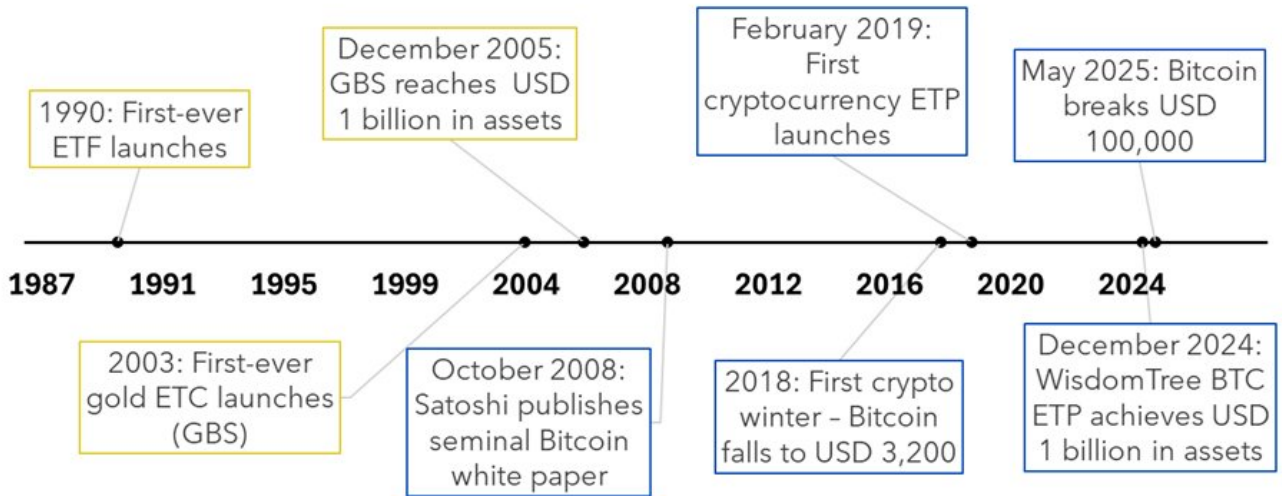 1990: First-ever
ETF launches
December 2005:
GBS reaches USD
1 billion in assets
February 2019:
First
cryptocurrency ETP
launches
May 2025: Bitcoin
breaks USD
100,000
1987 1991 1995 1999 2004 2008 2012 2016 2020 2024
2003: First-ever
gold ETC launches
(GBS)
October 2008:
Satoshi publishes
seminal Bitcoin
white paper
2018: First crypto
winter – Bitcoin
falls to USD 3,200
December 2024:
WisdomTree BTC
ETP achieves USD
1 billion in assets